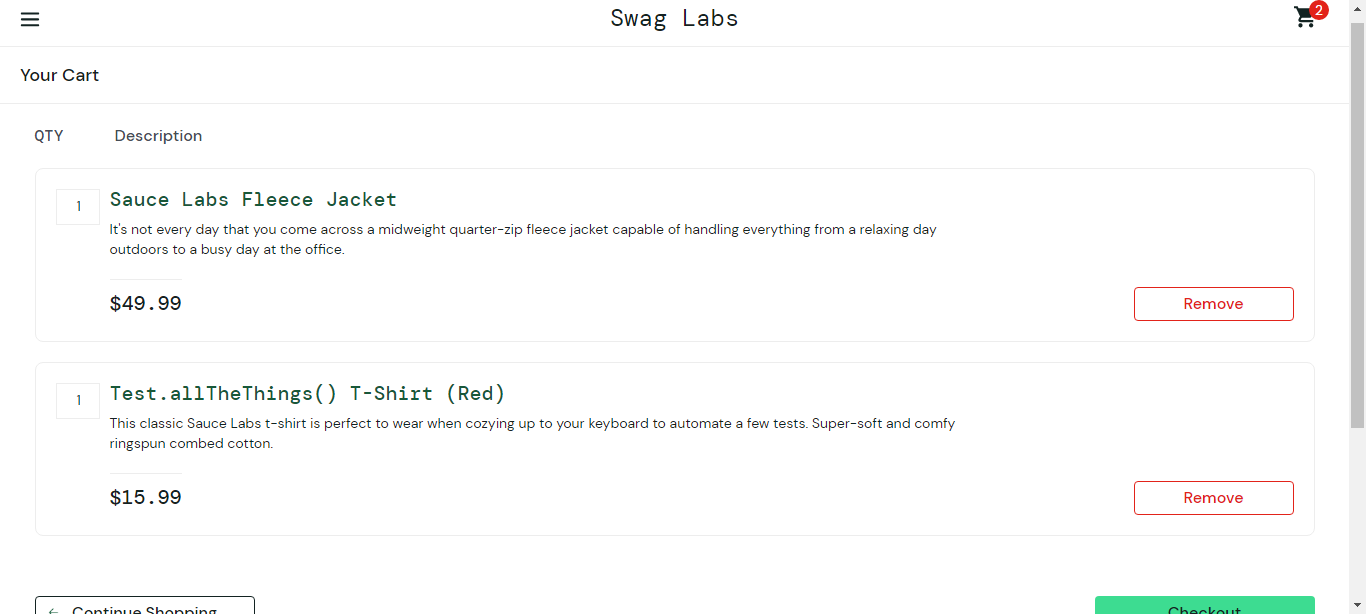 Swag Labs
2
Your Cart
QTY Description
1
Sauce Labs Fleece Jacket
It's not every day that you come across a midweight quarter-zip fleece jacket capable of handling everything from a relaxing day
outdoors to a busy day at the office.
$49.99
Remove
1
Test.allTheThings() T-Shirt (Red)
This classic Sauce Labs t-shirt is perfect to wear when cozying up to your keyboard to automate a few tests. Super-soft and comfy
ringspun combed cotton.
$15.99
Remove
Continue Shopping
Checkout